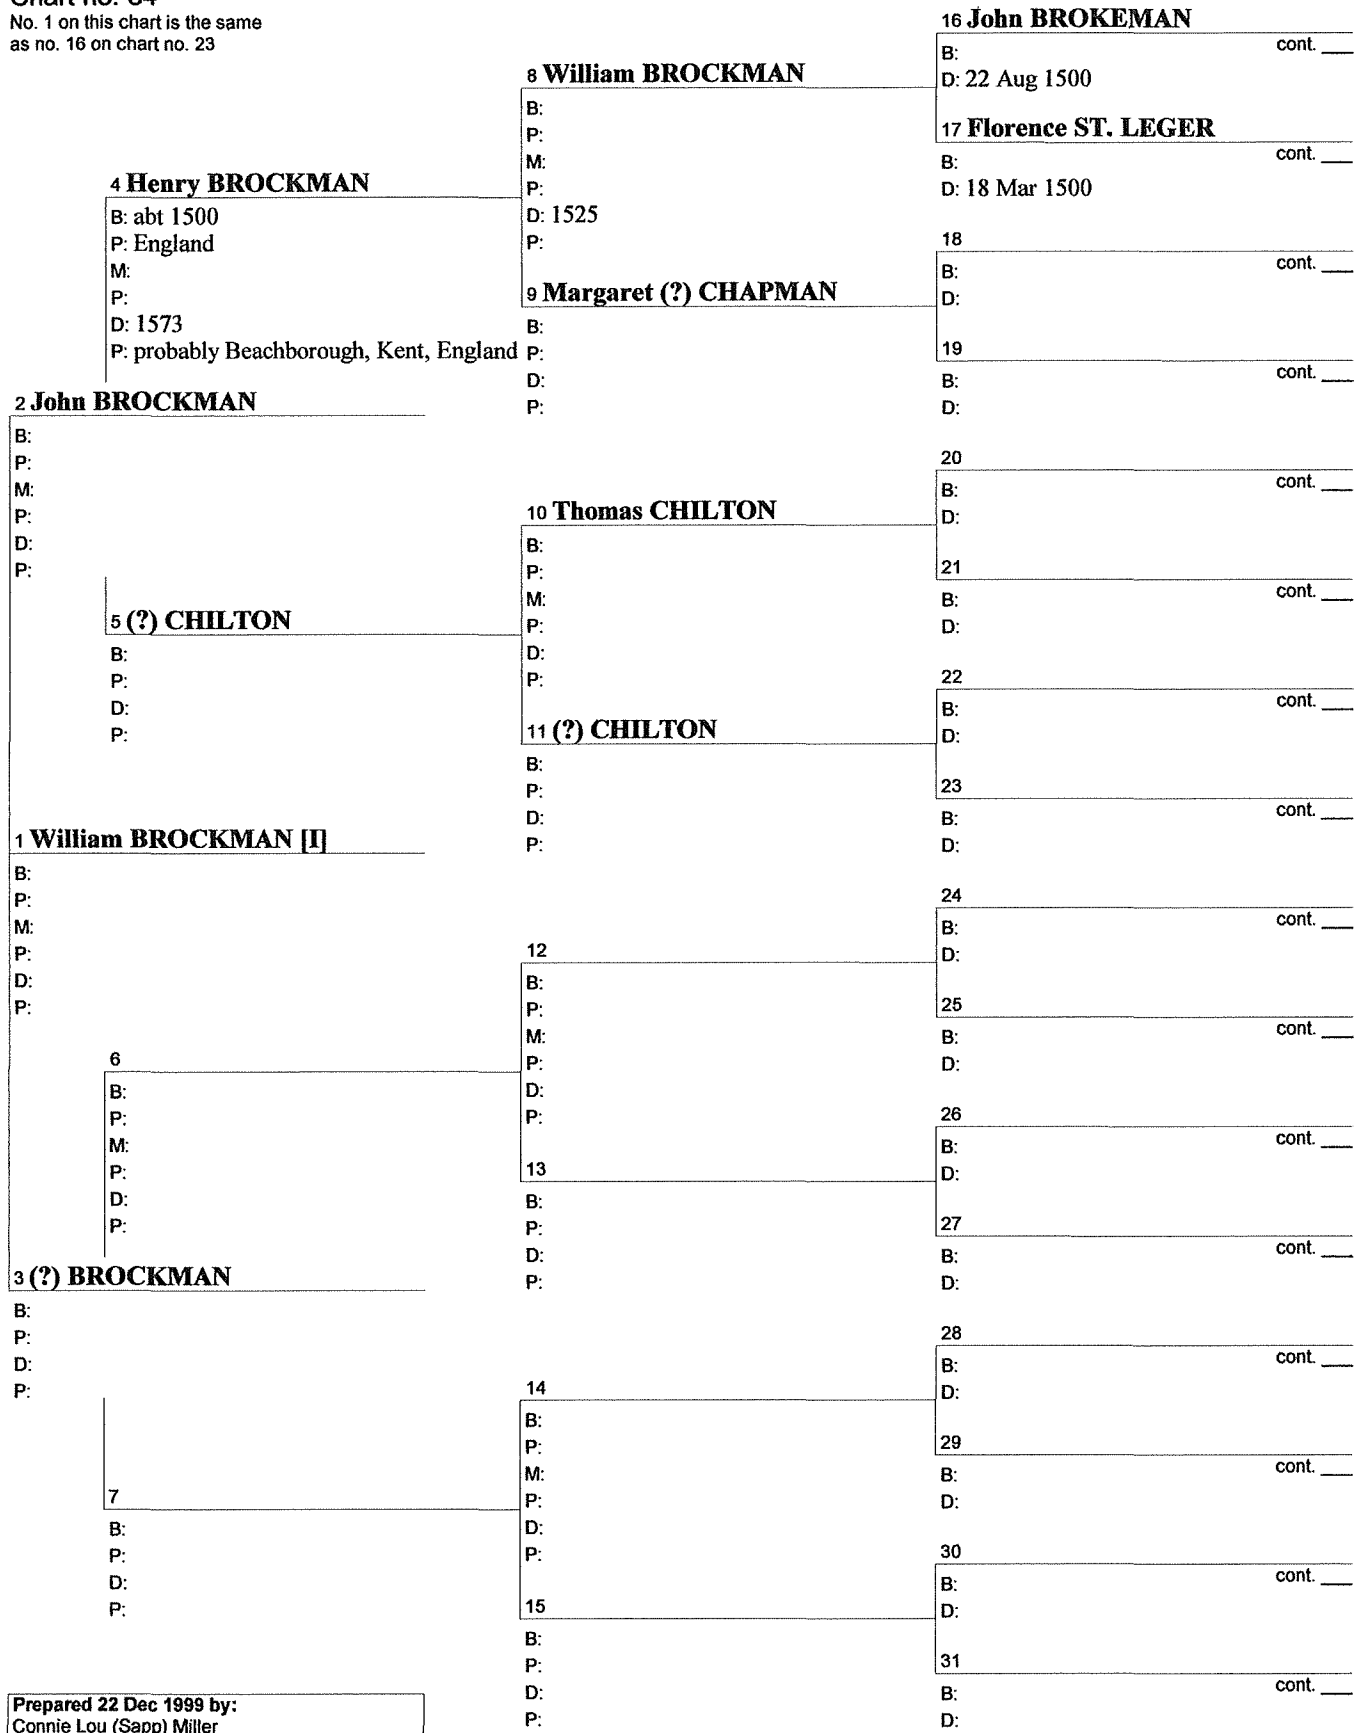 Chart no. 64
No. 1 on this chart is the same
as no. 16 on chart no. 23
16 John BROKEMAN
B:
cont. ___
D: 22 Aug 1500
8 William BROCKMAN
B:
P:
M:
P:
D: 1525
P:
17 Florence ST. LEGER
B:
cont. ___
D: 18 Mar 1500
4 Henry BROCKMAN
B: abt 1500
P: England
M:
P:
D: 1573
P: probably Beachborough, Kent, England
18
B:
cont. ___
D:
9 Margaret (?) CHAPMAN
B:
P:
D:
P:
19
B:
cont. ___
D:
2 John BROCKMAN
B:
P:
M:
P:
D:
P:
20
B:
cont. ___
D:
10 Thomas CHILTON
B:
P:
M:
P:
D:
P:
21
B:
cont. ___
D:
5 (?) CHILTON
B:
P:
D:
P:
22
B:
cont. ___
D:
11 (?) CHILTON
B:
P:
D:
P:
23
B:
cont. ___
D:
1 William BROCKMAN [I]
B:
P:
M:
P:
D:
P:
24
B:
cont. ___
D:
12
B:
P:
M:
P:
D:
P:
25
B:
cont. ___
D:
6
B:
P:
M:
P:
D:
P:
26
B:
cont. ___
D:
13
B:
P:
D:
P:
27
B:
cont. ___
D:
3 (?) BROCKMAN
B:
P:
D:
P:
28
B:
cont. ___
D:
14
B:
P:
M:
P:
D:
P:
29
B:
cont. ___
D:
7
B:
P:
D:
P:
30
B:
cont. ___
D:
15
B:
P:
D:
P:
31
B:
cont. ___
D:
Prepared 22 Dec 1999 by:
Connie Lou (Sapp) Miller